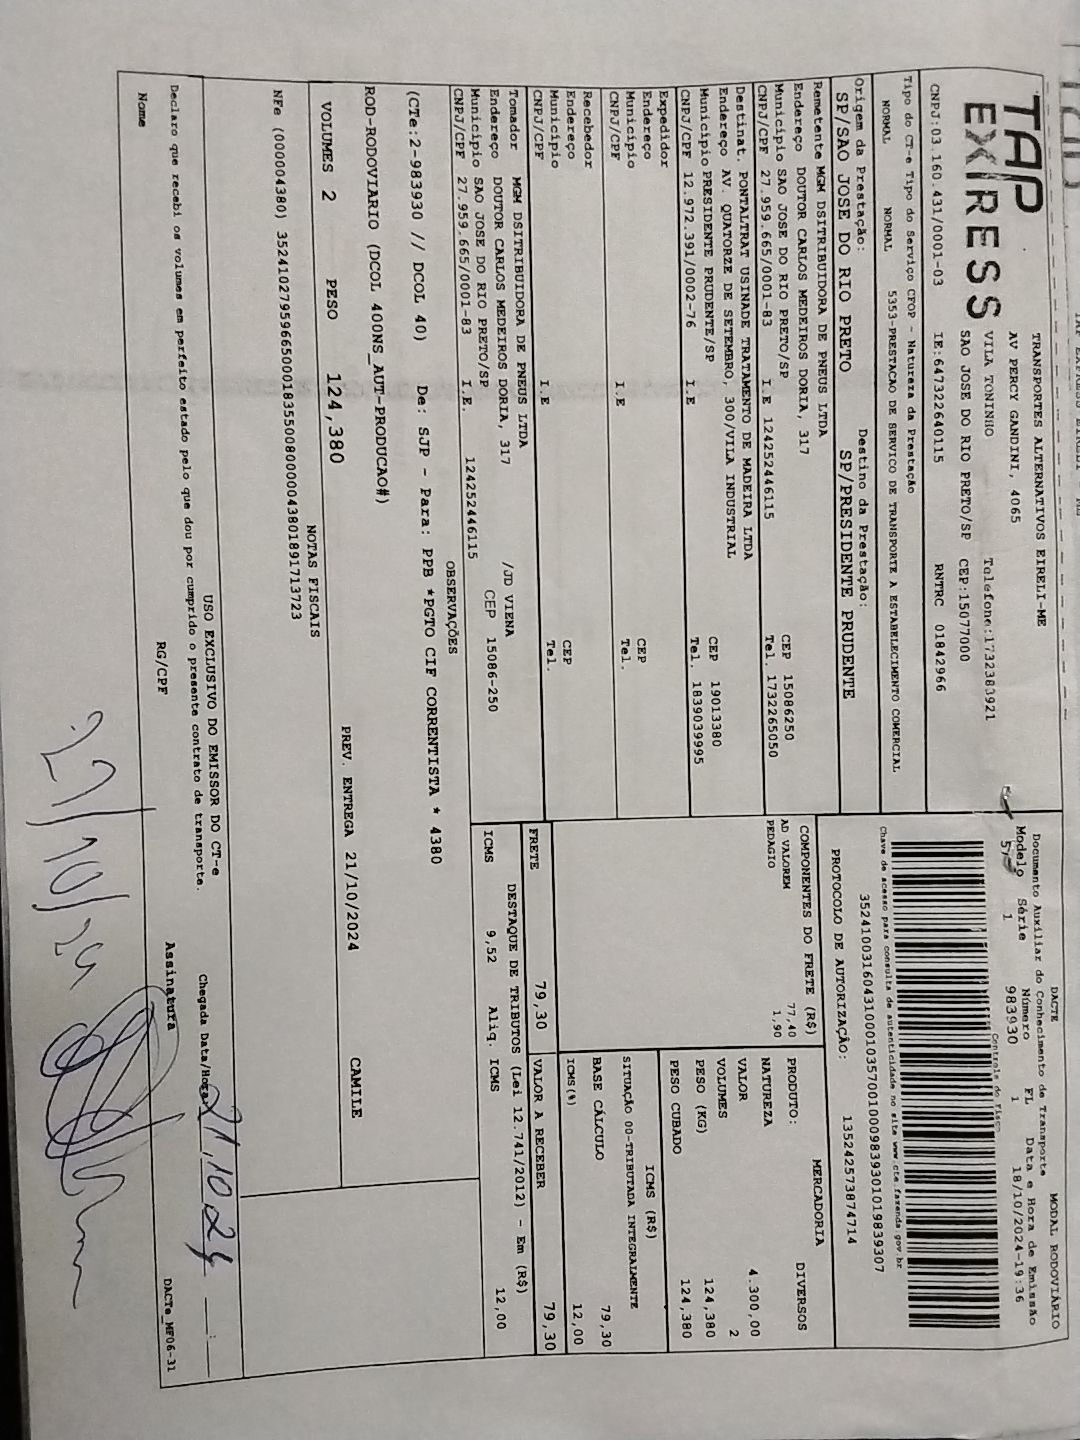 TAP
EXIRESS
TRANSPORTES ALTERNATIVOS EIRELI-ME
AV PERCY GANDINI, 4065
VILA TONINHO Telefone:1732383921
SAO JOSE DO RIO PRETO/SP CEP:15077000
CNPJ:03.160.431/0001-03 IE:647322640115 RNTRC 01842966
DACTE MODAL RODOVIÁRIO
Documento Auxiliar do Conhecimento de Transporte
Modelo Série Número FL Data e Hora de Emissão
57 1 983930 1 18/10/2024-19:36
Controle do Fisco
Chave de acesso para consulta de autenticidade no site www.cte.fazenda.gov.br
35241003160431000103570010009839301019839307
PROTOCOLO DE AUTORIZAÇÃO: 135242573874714
Tipo do CT-e Tipo do Serviço CFOP - Natureza da Prestação
NORMAL NORMAL 5353-PRESTACAO DE SERVICO DE TRANSPORTE A ESTABELECIMENTO COMERCIAL
Origem da Prestação: Destino da Prestação:
SP/SAO JOSE DO RIO PRETO SP/PRESIDENTE PRUDENTE
Remetente MGM DSITRIBUIDORA DE PNEUS LTDA
Endereço DOUTOR CARLOS MEDEIROS DORIA, 317 CEP 15086250
Município SAO JOSE DO RIO PRETO/SP Tel. 1732265050
CNPJ/CPF 27.959.665/0001-83 I.E 124252446115
Destinat. PONTALTRAT USINADE TRATAMENTO DE MADEIRA LTDA
Endereço AV. QUATORZE DE SETEMBRO, 300/VILA INDUSTRIAL
Município PRESIDENTE PRUDENTE/SP CEP 19013380
CNPJ/CPF 12.972.391/0002-76 I.E Tel. 1839039995
Expedidor
Endereço
Município CEP
CNPJ/CPF I.E Tel.
Recebedor
Endereço
Município CEP
CNPJ/CPF I.E Tel.
Tomador MGM DSITRIBUIDORA DE PNEUS LTDA
Endereço DOUTOR CARLOS MEDEIROS DORIA, 317 /JD VIENA
Município SAO JOSE DO RIO PRETO/SP CEP 15086-250
CNPJ/CPF 27.959.665/0001-83 I.E. 124252446115
COMPONENTES DO FRETE (R$)
AD VALOREM 77,40
PEDAGIO 1,90
MERCADORIA
PRODUTO: DIVERSOS
NATUREZA
VALOR 4.300,00
VOLUMES 2
PESO (KG) 124,380
PESO CUBADO 124,380
ICMS (R$)
SITUAÇÃO 00-TRIBUTADA INTEGRALMENTE
BASE CÁLCULO 79,30
ICMS(%) 12,00
FRETE 79,30 VALOR A RECEBER 79,30
DESTAQUE DE TRIBUTOS (Lei 12.741/2012) - Em (R$)
ICMS 9,52 Aliq. ICMS 12,00
OBSERVAÇÕES
(CTe:2-983930 // DCOL 40) De: SJP - Para: PPB *PGTO CIF CORRENTISTA * 4380
ROD-RODOVIARIO (DCOL 400NS AUT-PRODUCAO#)
VOLUMES 2 PESO 124,380 PREV. ENTREGA 21/10/2024 CAMILE
NOTAS FISCAIS
NFe (000004380) 35241027959665000183550080000043801891713723
USO EXCLUSIVO DO EMISSOR DO CT-e
Declaro que recebi os volumes em perfeito estado pelo que dou por cumprido o presente contrato de transporte. Chegada Data/Hora 21.10 24 __:__
Nome RG/CPF Assinatura DACTe_MF06-31
22/10/24